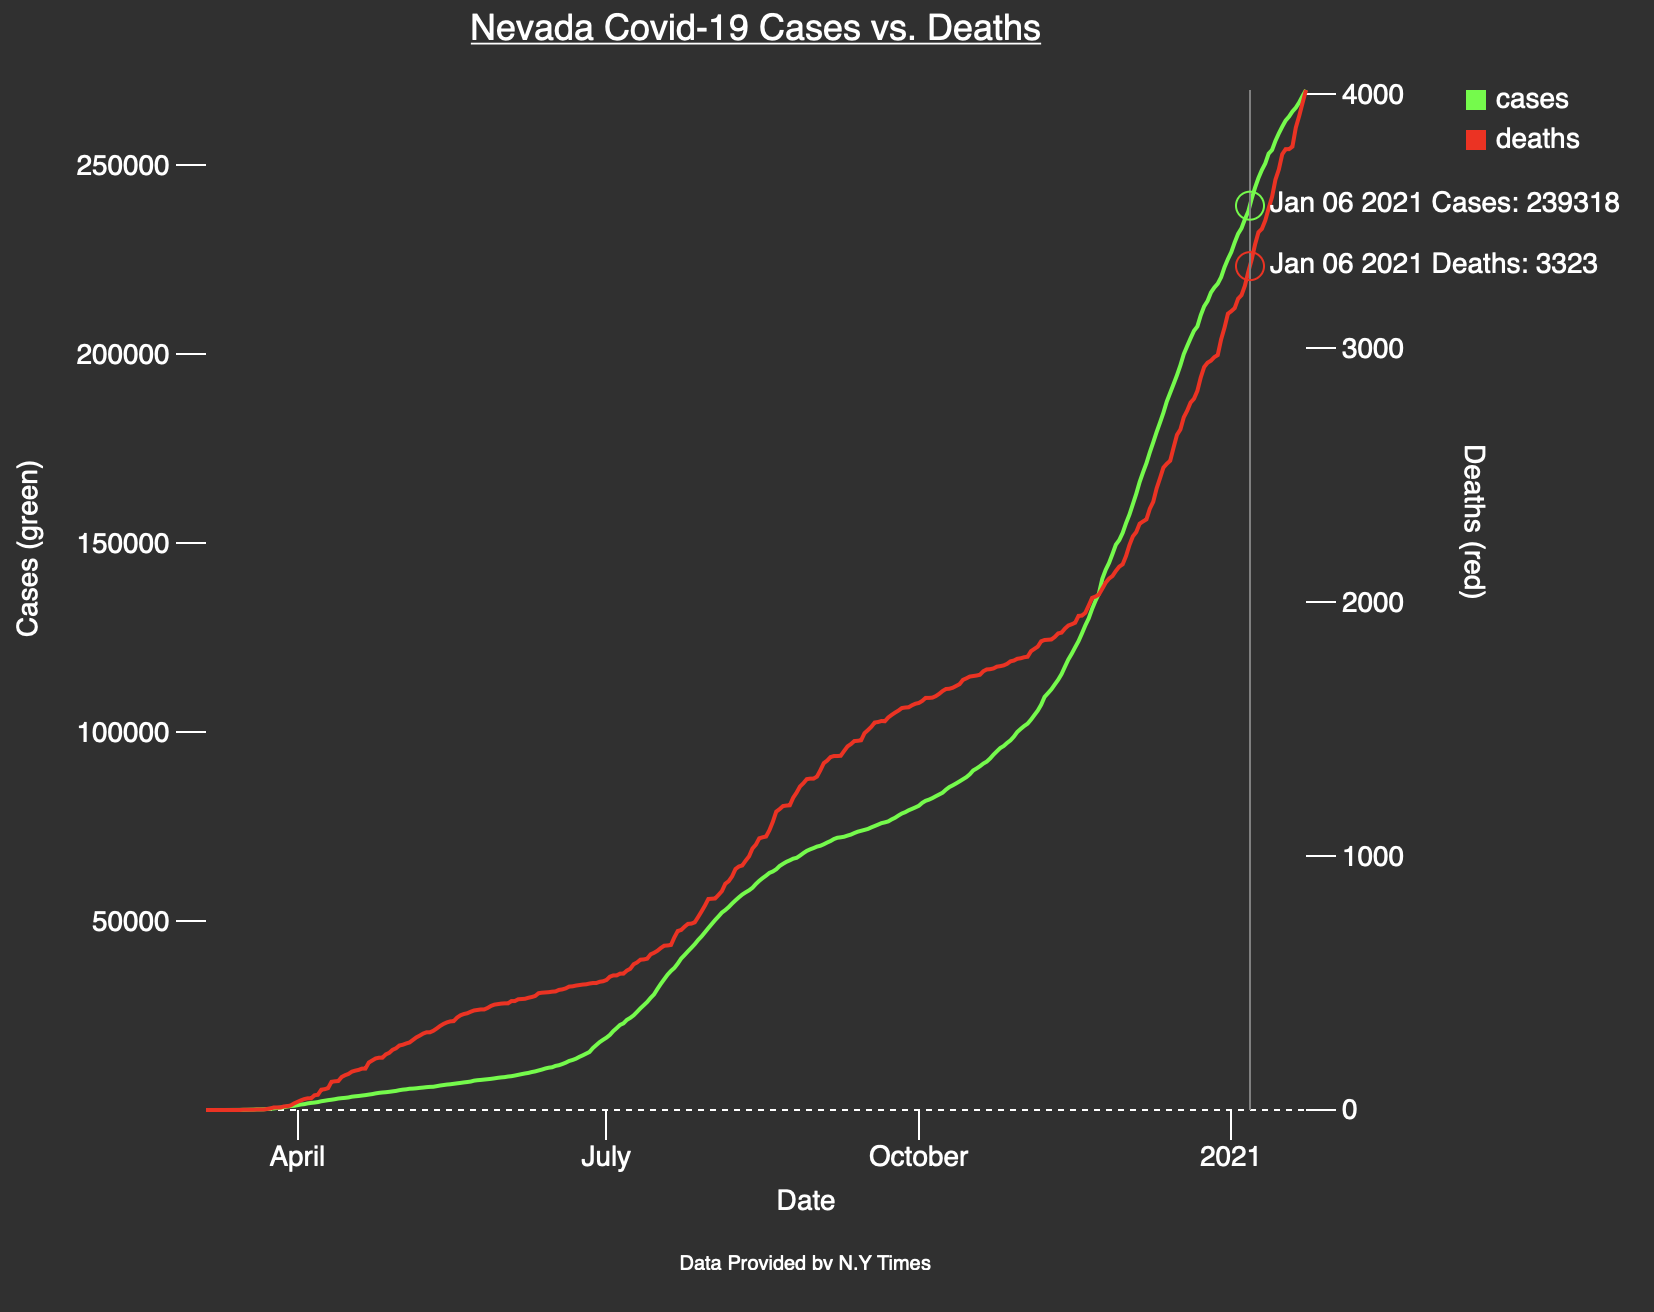 Nevada Covid-19 Cases vs. Deaths
cases
deaths
250000
200000
150000
100000
50000
Cases (green)
4000
3000
2000
1000
0
Deaths (red)
Jan 06 2021 Cases: 239318
Jan 06 2021 Deaths: 3323
April
July
October
2021
Date
Data Provided by N.Y Times